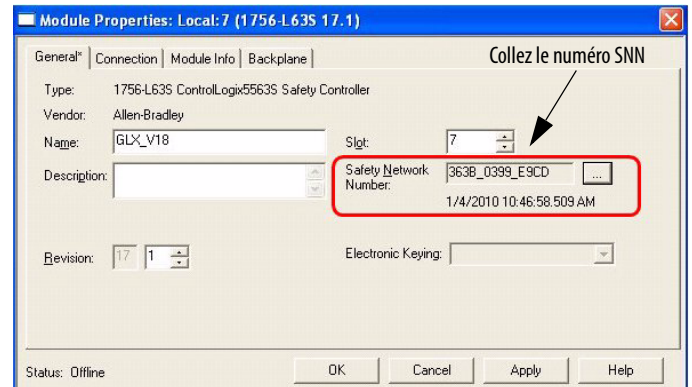 Module Properties: Local:7 (1756-L63S 17.1)
General* Connection Module Info Backplane
Collez le numéro SNN
Type: 1756-L63S ControlLogix5563S Safety Controller
Vendor: Allen-Bradley
Name: GLX_V18
Slot: 7
Description:
Safety Network Number: 363B_0399_E9CD ...
1/4/2010 10:46:58.509 AM
Revision: 17 1
Electronic Keying:
Status: Offline
OK Cancel Apply Help